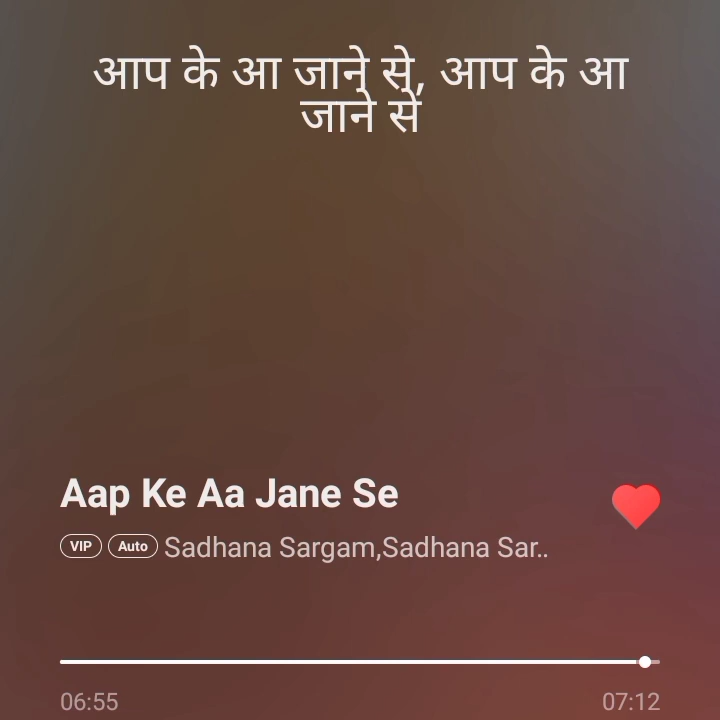 आप के आ जाने से, आप के आ
जाने से
Aap Ke Aa Jane Se
VIP Auto Sadhana Sargam,Sadhana Sar..
06:55 07:12